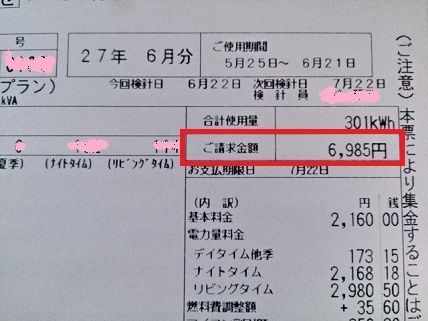 号
27年 6月分
ご使用期間
5月25日～ 6月21日
プラン)
kVA
今回検針日 6月22日 次回検針日 7月22日
検針員
合計使用量 301kWh
ご請求金額 6,985円
お支払期限日 7月22日
夏季) (ナイトタイム) (リビングタイム)
(内 訳) 円 銭
基本料金 2,160 00
電力量料金
デイタイム他季 173 15
ナイトタイム 2,168 18
リビングタイム 2,980 50
燃料費調整額 + 35 60
(ご注意) 本票により集金することは